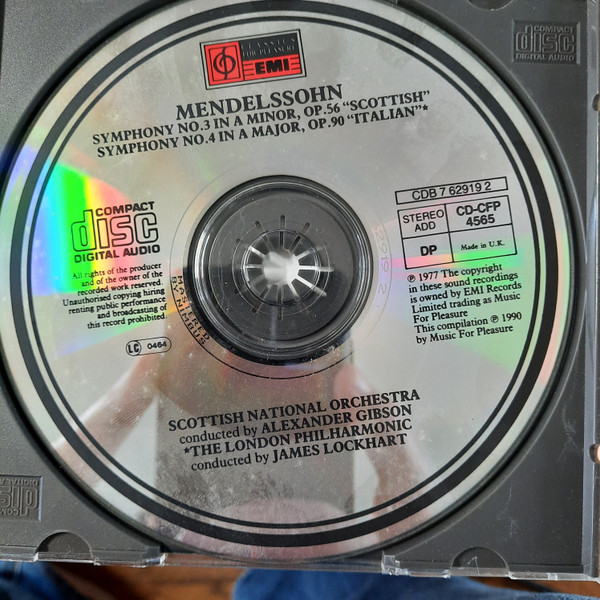 CLASSICS
FOR PLEASURE
EMI
COMPACT
disc
DIGITAL AUDIO
MENDELSSOHN
SYMPHONY NO.3 IN A MINOR, OP.56 "SCOTTISH"
SYMPHONY NO.4 IN A MAJOR, OP.90 "ITALIAN"*
COMPACT
disc
DIGITAL AUDIO
All rights of the producer
and of the owner of the
recorded work reserved.
Unauthorised copying hiring
renting public performance
and broadcasting of
this record prohibited.
LC 0464
MASTERED
BY NIMBUS
CDB 7 62919 2
STEREO
ADD
CD-CFP
4565
DP
Made in U.K.
℗ 1977 The copyright
in these sound recordings
is owned by EMI Records
Limited trading as Music
For Pleasure
This compilation ℗ 1990
by Music For Pleasure
SCOTTISH NATIONAL ORCHESTRA
conducted by ALEXANDER GIBSON
*THE LONDON PHILHARMONIC
conducted by JAMES LOCKHART